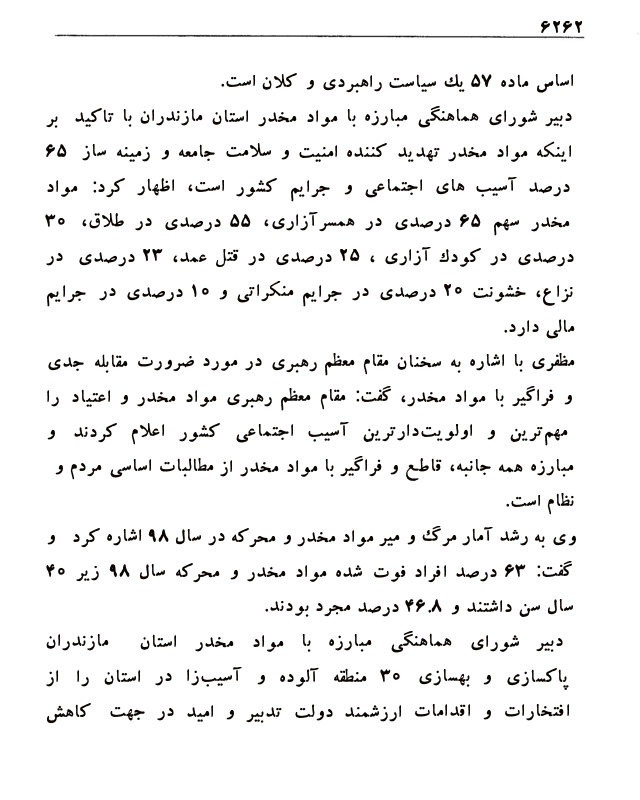 ۶۲۶۲
اساس ماده ۵۷ یك سیاست راهبردی و کلان است.
دبیر شورای هماهنگی مبارزه با مواد مخدر استان مازندران با تاکید بر
اینکه مواد مخدر تهدید کننده امنیت و سلامت جامعه و زمینه ساز ۶۵
درصد آسیب های اجتماعی و جرایم کشور است، اظهار کرد: مواد
مخدر سهم ۶۵ درصدی در همسرآزاری، ۵۵ درصدی در طلاق، ۳۰
درصدی در کودك آزاری ، ۲۵ درصدی در قتل عمد، ۲۳ درصدی در
نزاع، خشونت ۲۰ درصدی در جرایم منکراتی و ۱۰ درصدی در جرایم
مالی دارد.
مظفری با اشاره به سخنان مقام معظم رهبری در مورد ضرورت مقابله جدی
و فراگیر با مواد مخدر، گفت: مقام معظم رهبری مواد مخدر و اعتیاد را
مهم‌ترین و اولویت‌دارترین آسیب اجتماعی کشور اعلام کردند و
مبارزه همه جانبه، قاطع و فراگیر با مواد مخدر از مطالبات اساسی مردم و
نظام است.
وی به رشد آمار مرگ و میر مواد مخدر و محرکه در سال ۹۸ اشاره کرد و
گفت: ۶۳ درصد افراد فوت شده مواد مخدر و محرکه سال ۹۸ زیر ۴۰
سال سن داشتند و ۴۶.۸ درصد مجرد بودند.
دبیر شورای هماهنگی مبارزه با مواد مخدر استان مازندران
پاکسازی و بهسازی ۳۰ منطقه آلوده و آسیب‌زا در استان را از
افتخارات و اقدامات ارزشمند دولت تدبیر و امید در جهت کاهش